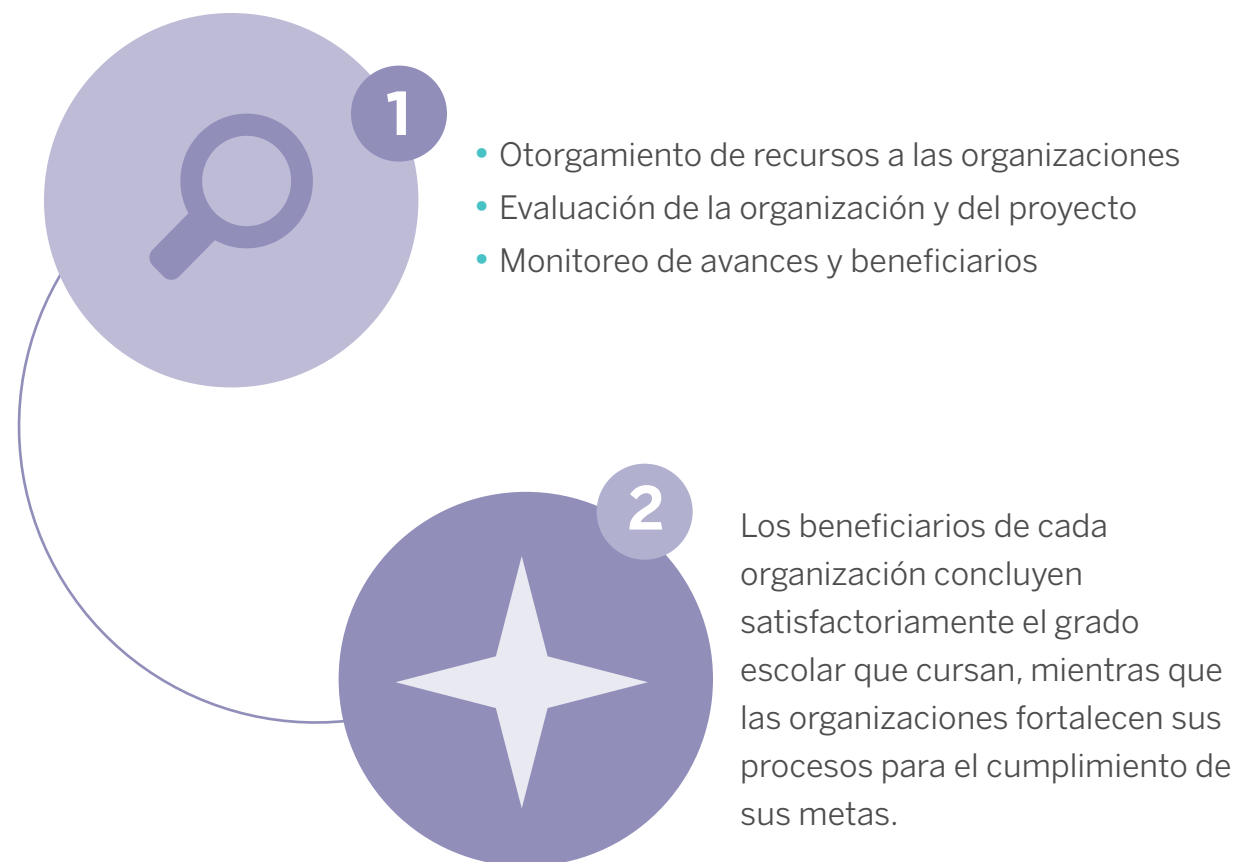 1
• Otorgamiento de recursos a las organizaciones
• Evaluación de la organización y del proyecto
• Monitoreo de avances y beneficiarios
2
Los beneficiarios de cada
organización concluyen
satisfactoriamente el grado
escolar que cursan, mientras que
las organizaciones fortalecen sus
procesos para el cumplimiento de
sus metas.